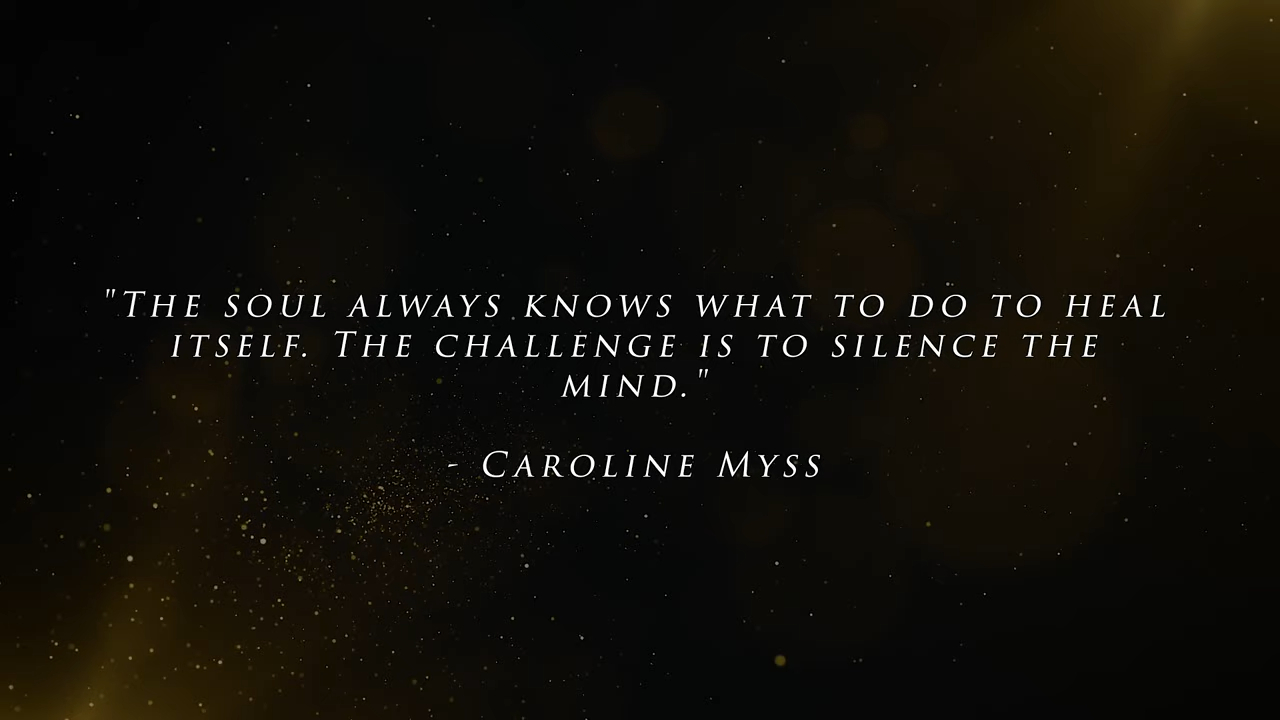 "The soul always knows what to do to heal
itself. The challenge is to silence the
mind."
- Caroline Myss